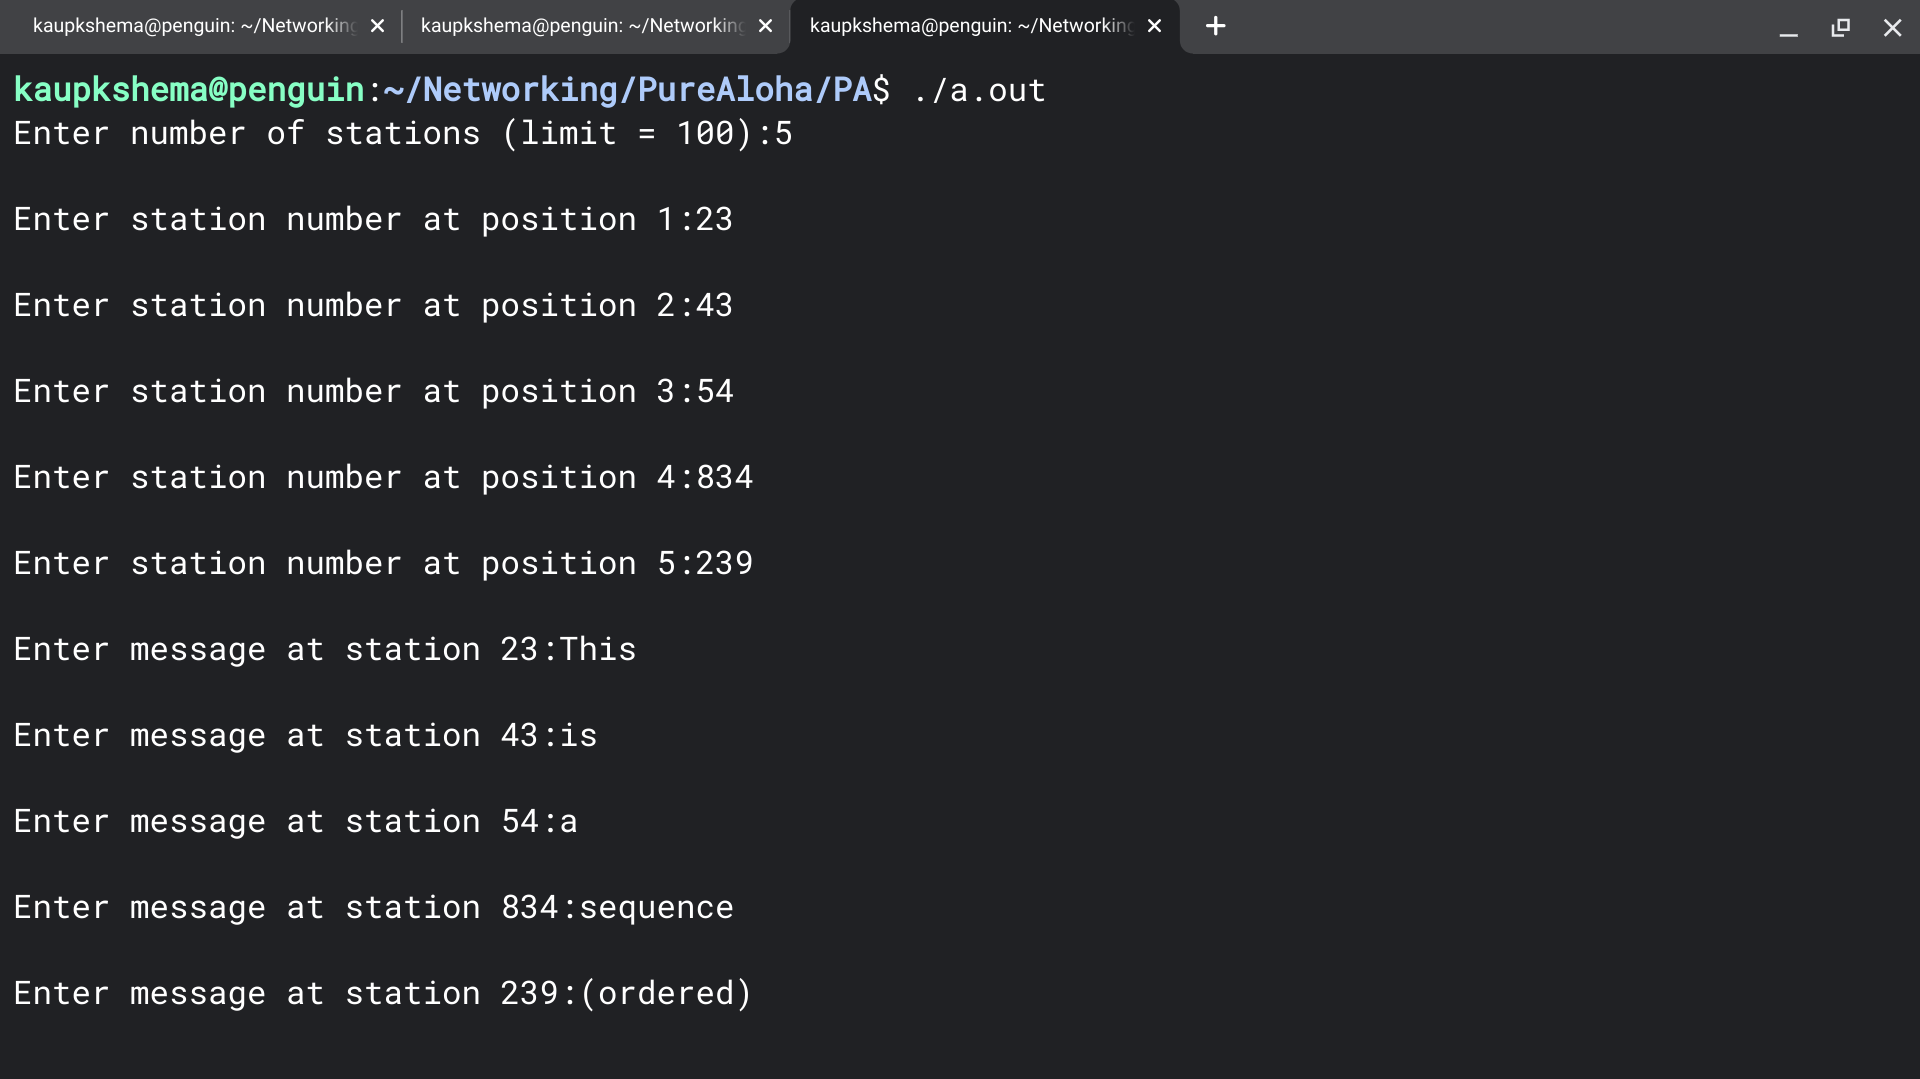 kaupkshema@penguin: ~/Networking
kaupkshema@penguin: ~/Networking
kaupkshema@penguin: ~/Networking
kaupkshema@penguin:~/Networking/PureAloha/PA$ ./a.out
Enter number of stations (limit = 100):5
Enter station number at position 1:23
Enter station number at position 2:43
Enter station number at position 3:54
Enter station number at position 4:834
Enter station number at position 5:239
Enter message at station 23:This
Enter message at station 43:is
Enter message at station 54:a
Enter message at station 834:sequence
Enter message at station 239:(ordered)